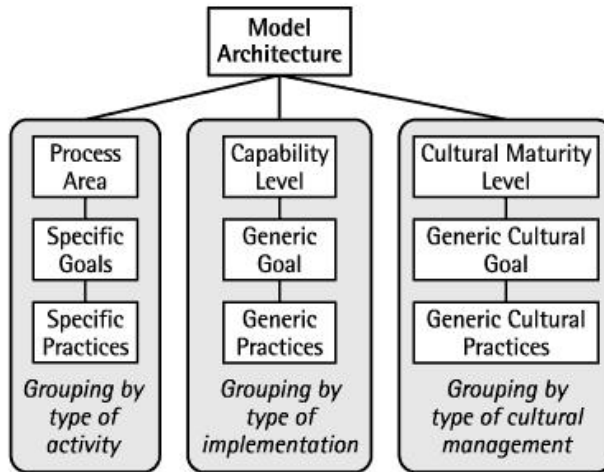 Model
Architecture
Process
Area
Specific
Goals
Specific
Practices
Grouping by
type of
activity
Capability
Level
Generic
Goal
Generic
Practices
Grouping by
type of
implementation
Cultural Maturity
Level
Generic Cultural
Goal
Generic Cultural
Practices
Grouping by
type of cultural
management